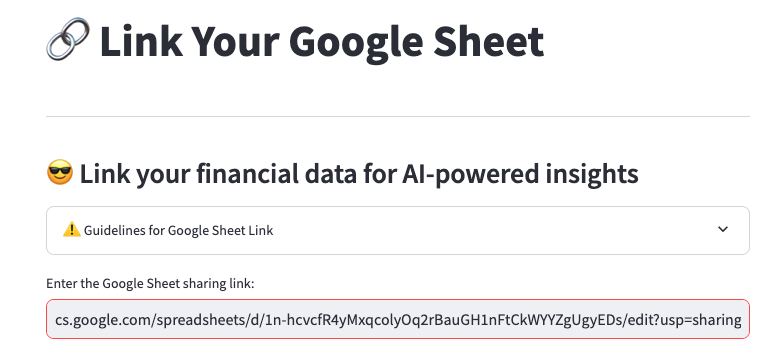 🔗 Link Your Google Sheet
😎 Link your financial data for AI-powered insights
⚠️ Guidelines for Google Sheet Link
Enter the Google Sheet sharing link:
cs.google.com/spreadsheets/d/1n-hcvcfR4yMxqcolyOq2rBauGH1nFtCkWYYZgUgyEDs/edit?usp=sharing